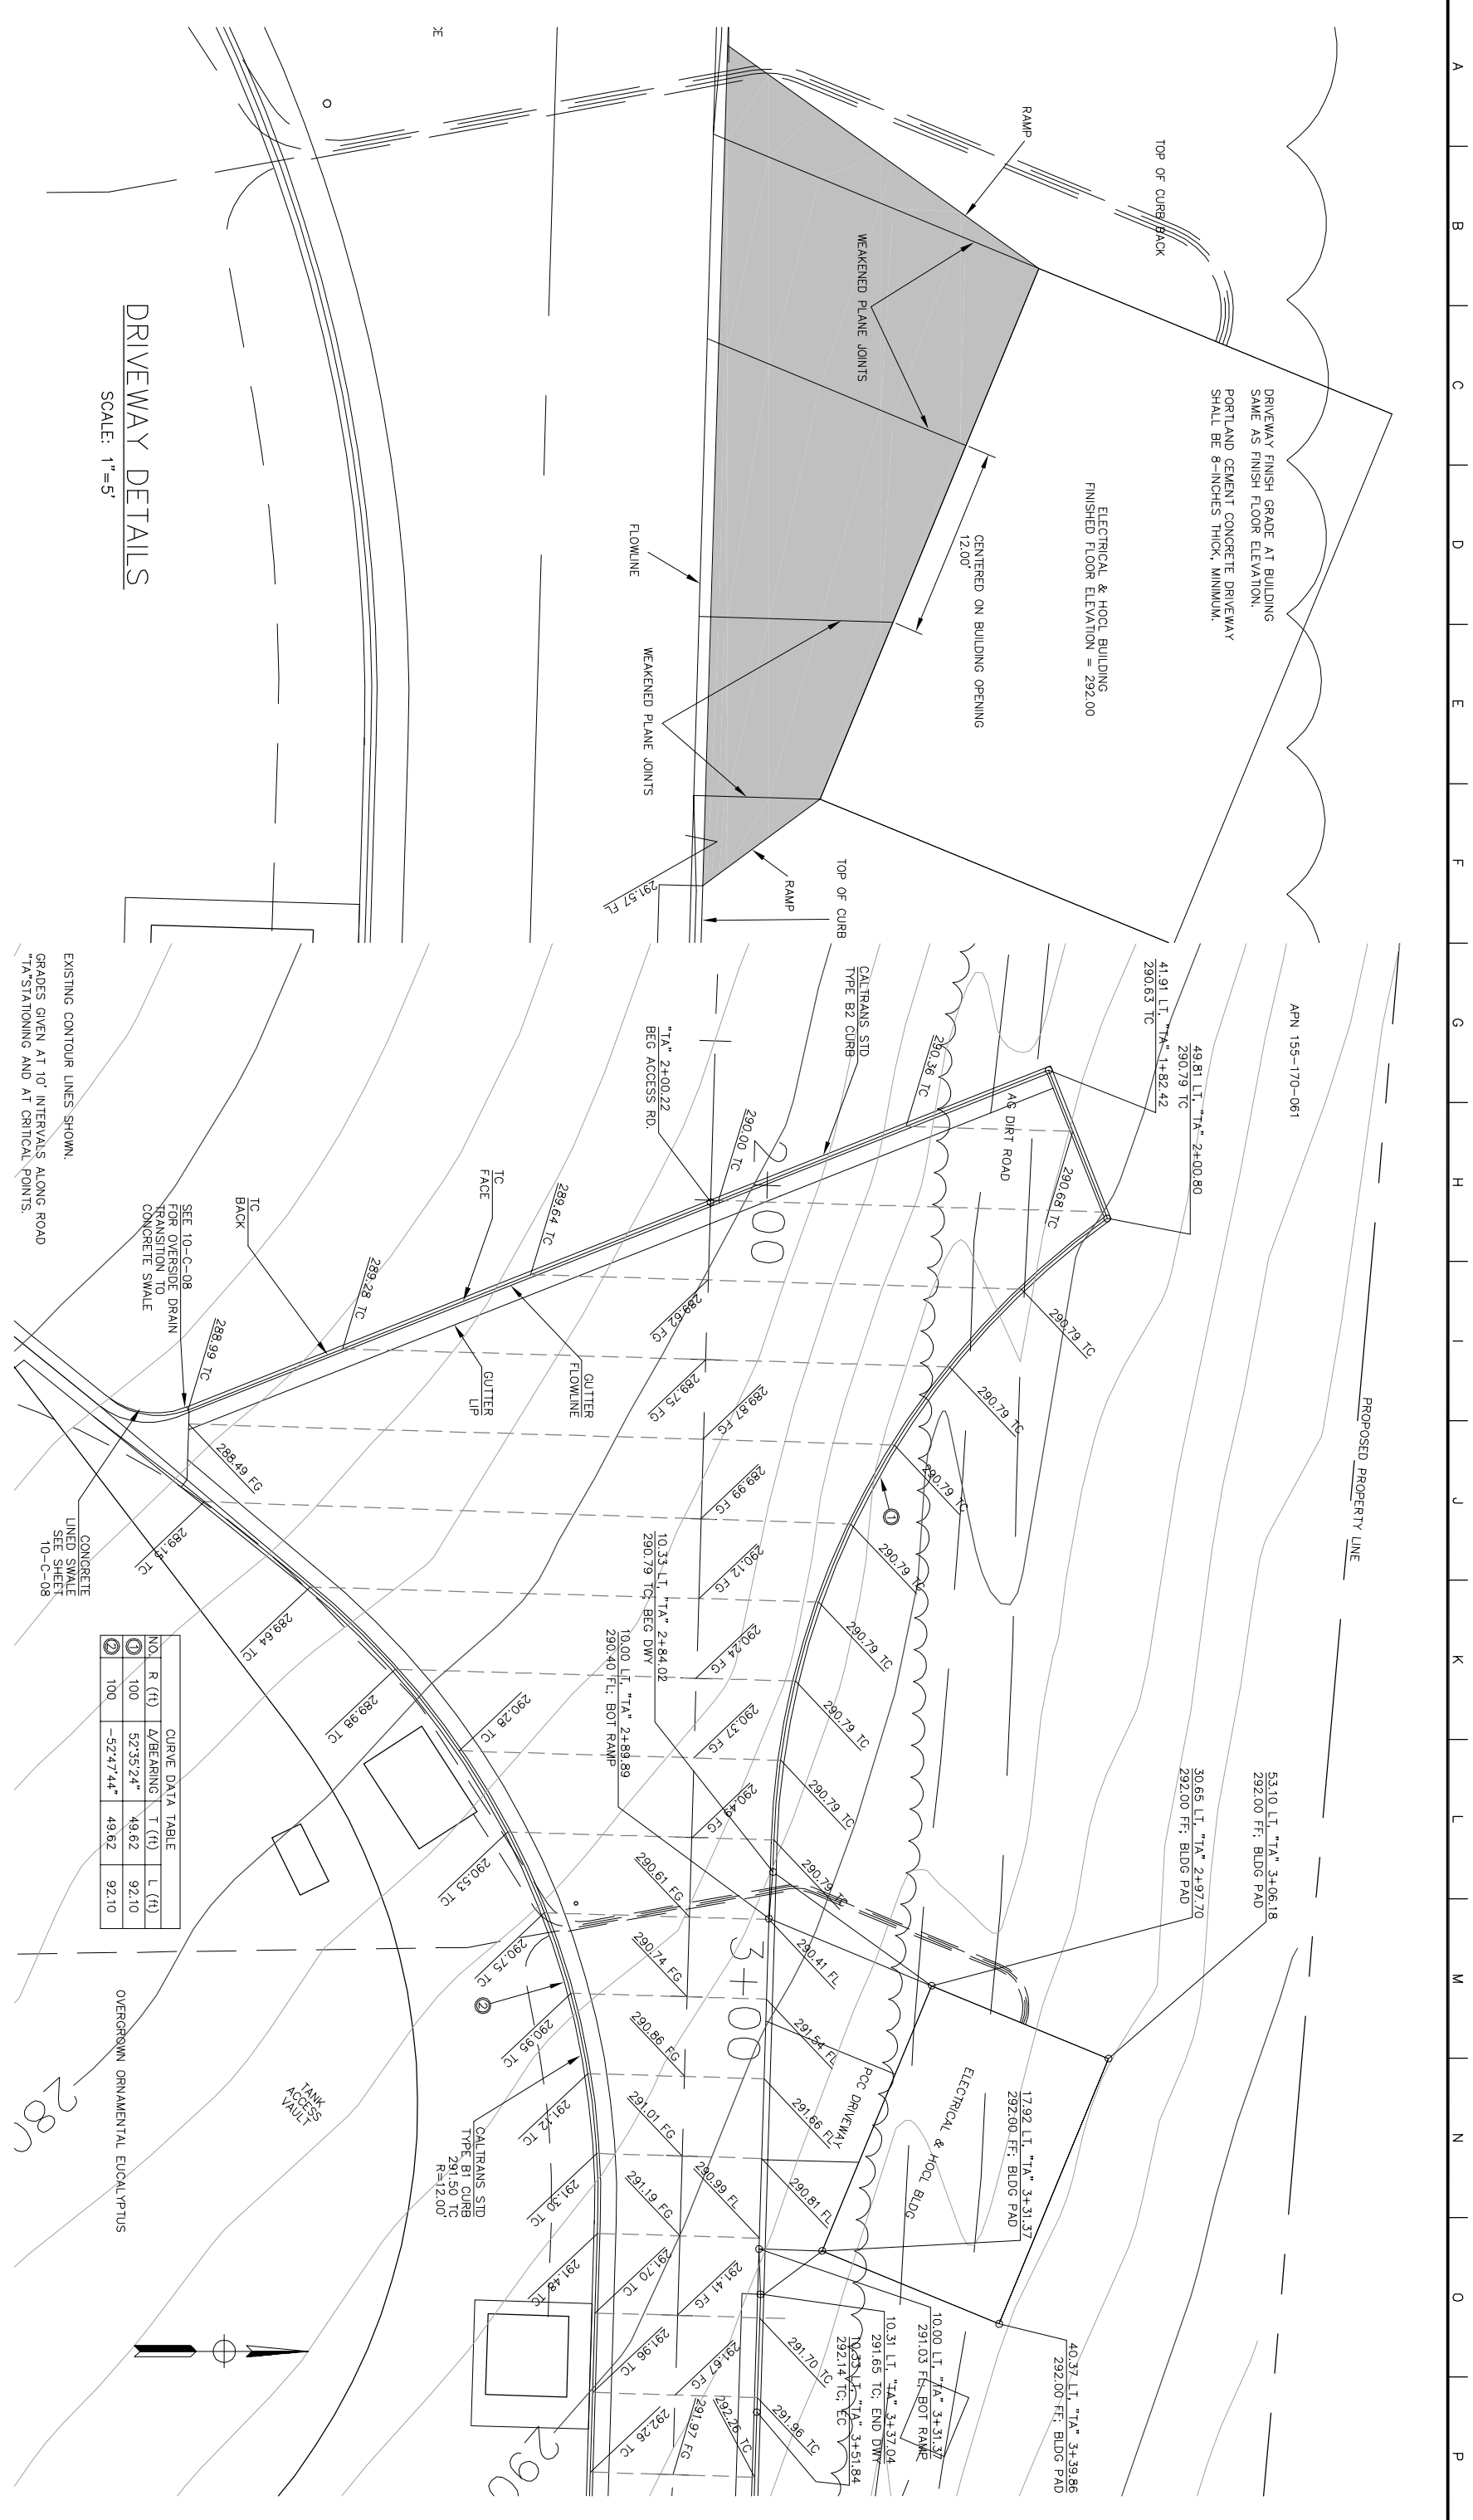 A
B
C
D
E
F
G
H
I
J
K
L
M
N
O
P
RAMP
TOP OF CURB BACK
WEAKENED PLANE JOINTS
DRIVEWAY FINISH GRADE AT BUILDING
SAME AS FINISH FLOOR ELEVATION.
PORTLAND CEMENT CONCRETE DRIVEWAY
SHALL BE 8-INCHES THICK, MINIMUM.
ELECTRICAL & HOCL BUILDING
FINISHED FLOOR ELEVATION = 292.00
CENTERED ON BUILDING OPENING
12.00'
FLOWLINE
WEAKENED PLANE JOINTS
RAMP
TOP OF CURB
291.57 FL
DRIVEWAY DETAILS
SCALE: 1"=5'
APN 155-170-061
PROPOSED PROPERTY LINE
41.91 LT, "TA" 1+82.42
290.63 TC
49.81 LT, "TA" 2+00.80
290.79 TC
CALTRANS STD
TYPE B2 CURB
290.36 TC
AG DIRT ROAD
290.68 TC
"TA" 2+00.22
BEG ACCESS RD.
290.00 TC
2+00
TC
FACE
289.64 TC
TC
BACK
289.28 TC
SEE 10-C-08
FOR OVERSIDE DRAIN
TRANSITION TO
CONCRETE SWALE
288.99 TC
GUTTER
FLOWLINE
GUTTER
LIP
288.49 FG
289.15 TC
289.64 TC
289.98 TC
290.28 TC
290.53 TC
290.75 TC
290.95 TC
291.12 TC
291.30 TC
291.48 TC
291.70 TC
291.96 TC
292.26 TC
289.62 FG
289.75 FG
289.87 FG
289.99 FG
290.12 FG
290.24 FG
290.37 FG
290.49 FG
290.61 FG
290.74 FG
290.86 FG
291.01 FG
291.19 FG
291.41 FG
291.67 FG
291.97 FG
290.79 TC
290.79 TC
290.79 TC
290.79 TC
290.79 TC
290.79 TC
290.79 TC
290.79 TC
290.41 FL
291.54 FL
291.66 FL
290.81 FL
290.99 FL
291.70 TC
291.96 TC
292.26 TC
1
2
10.33 LT, "TA" 2+84.02
290.79 TC; BEG DWY
10.00 LT, "TA" 2+89.89
290.40 FL; BOT RAMP
3+00
53.10 LT, "TA" 3+06.18
292.00 FF; BLDG PAD
30.65 LT, "TA" 2+97.70
292.00 FF; BLDG PAD
17.92 LT, "TA" 3+31.37
292.00 FF; BLDG PAD
ELECTRICAL & HOCL BLDG
PCC DRIVEWAY
40.37 LT, "TA" 3+39.86
292.00 FF; BLDG PAD
10.00 LT, "TA" 3+31.37
291.03 FL; BOT RAMP
10.31 LT, "TA" 3+37.04
291.65 TC; END DWY
10.33 LT, "TA" 3+51.84
292.14 TC; EC
CALTRANS STD
TYPE B1 CURB
291.50 TC
R=12.00'
CONCRETE
LINED SWALE
SEE SHEET
10-C-08
CURVE DATA TABLE
NO. R (ft) Δ/BEARING T (ft) L (ft)
1 100 52°35'24" 49.62 92.10
2 100 -52°47'44" 49.62 92.10
TANK
ACCESS
VAULT
OVERGROWN ORNAMENTAL EUCALYPTUS
EXISTING CONTOUR LINES SHOWN.
GRADES GIVEN AT 10' INTERVALS ALONG ROAD
"TA" STATIONING AND AT CRITICAL POINTS.